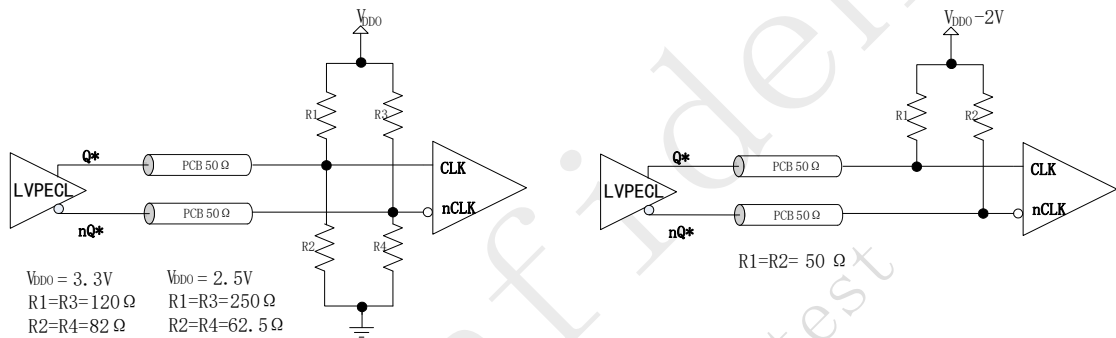 VDDO
R1
R3
Q*
PCB 50 Ω
CLK
LVPECL
PCB 50 Ω
nCLK
nQ*
R2
R4
VDDO = 3.3V
R1=R3=120 Ω
R2=R4=82 Ω
VDDO = 2.5V
R1=R3=250 Ω
R2=R4=62.5 Ω
VDDO-2V
R1
R2
Q*
PCB 50 Ω
CLK
LVPECL
PCB 50 Ω
nCLK
nQ*
R1=R2= 50 Ω
fiden
test